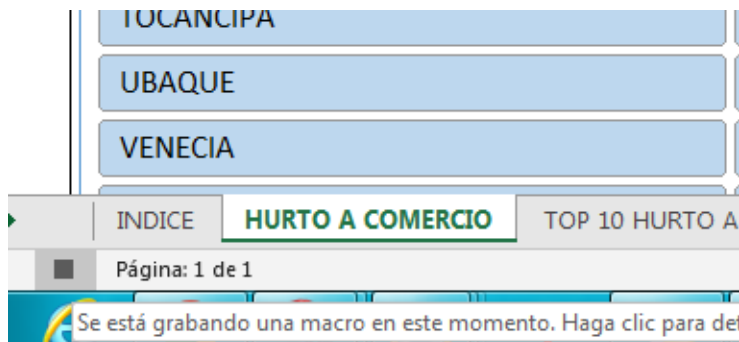 TOCANCIPA
UBAQUE
VENECIA
INDICE HURTO A COMERCIO TOP 10 HURTO A
Página: 1 de 1
Se está grabando una macro en este momento. Haga clic para